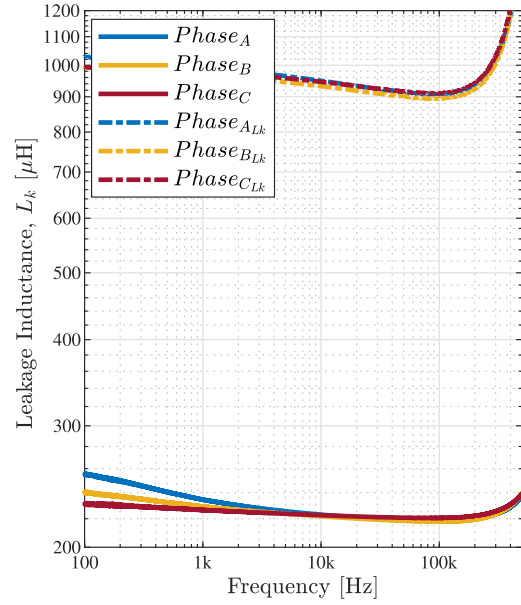 1200
1100
1000
900
800
700
600
500
400
300
200
Leakage Inductance, L_k [μH]
Phase_A
Phase_B
Phase_C
Phase_{A_{Lk}}
Phase_{B_{Lk}}
Phase_{C_{Lk}}
100 1k 10k 100k
Frequency [Hz]